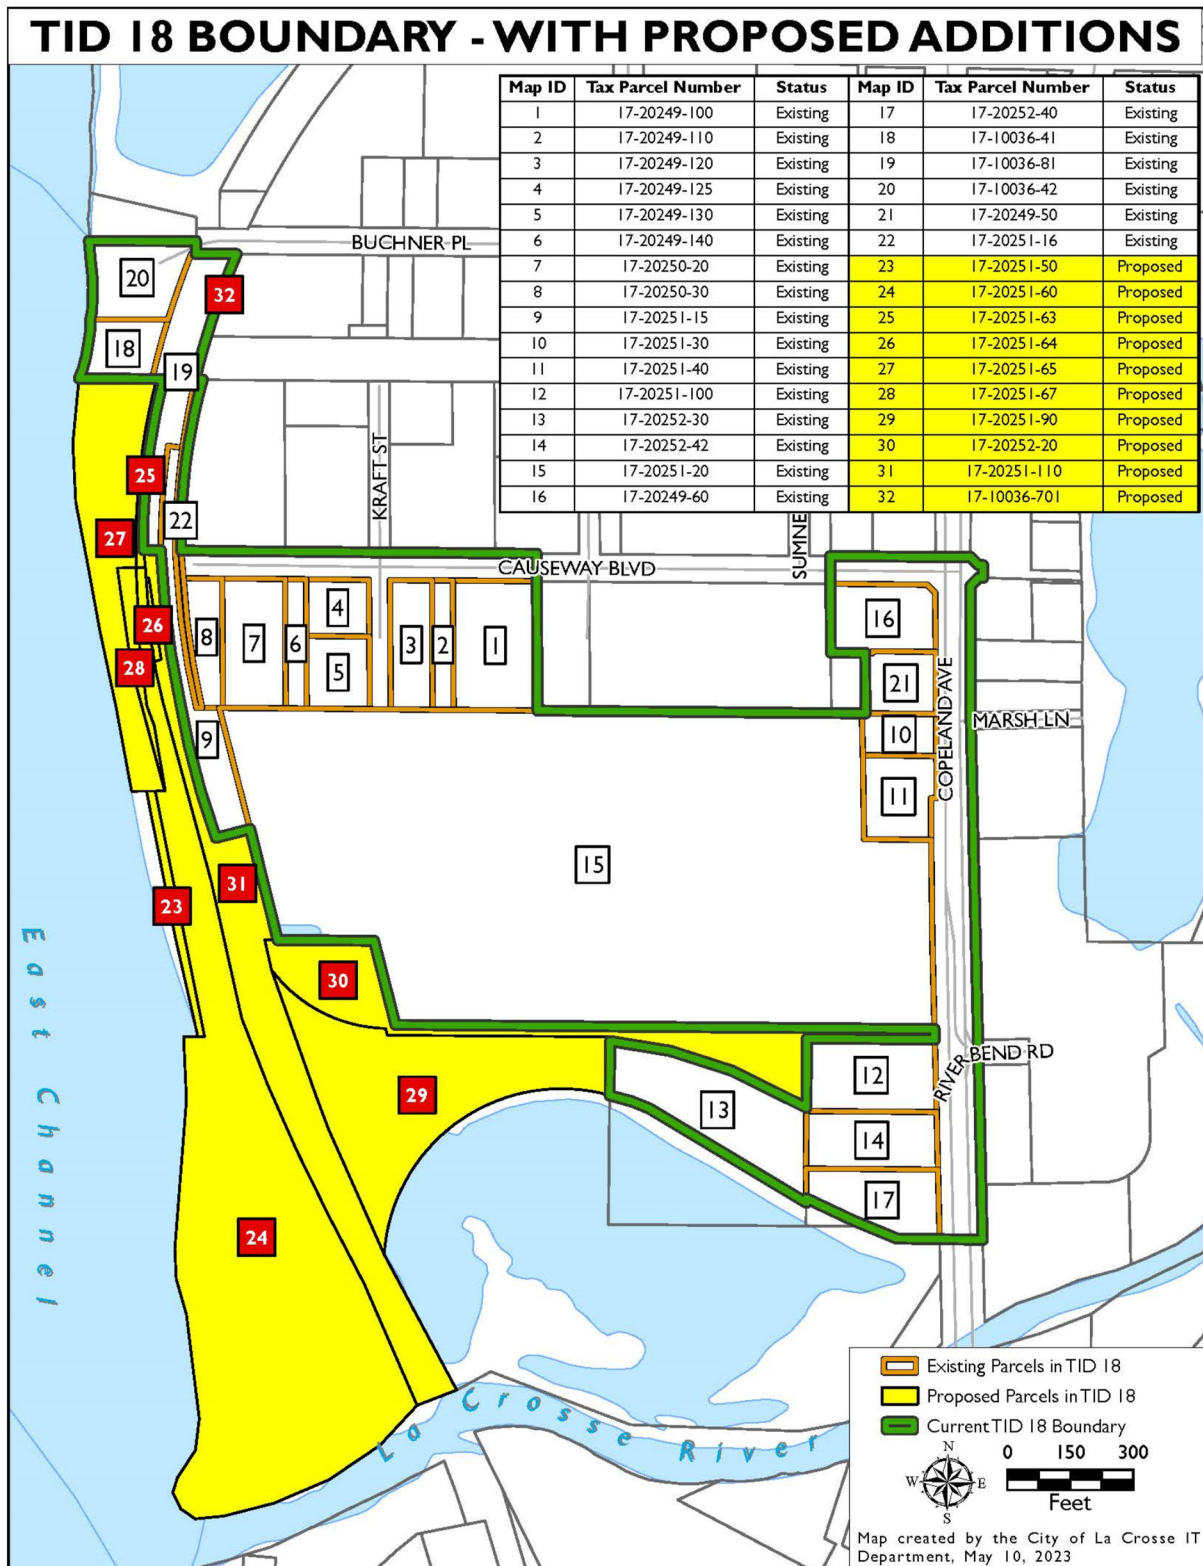 TID 18 BOUNDARY - WITH PROPOSED ADDITIONS
Map ID Tax Parcel Number Status Map ID Tax Parcel Number Status
1 17-20249-100 Existing 17 17-20252-40 Existing
2 17-20249-110 Existing 18 17-10036-41 Existing
3 17-20249-120 Existing 19 17-10036-81 Existing
4 17-20249-125 Existing 20 17-10036-42 Existing
5 17-20249-130 Existing 21 17-20249-50 Existing
6 17-20249-140 Existing 22 17-20251-16 Existing
7 17-20250-20 Existing 23 17-20251-50 Proposed
8 17-20250-30 Existing 24 17-20251-60 Proposed
9 17-20251-15 Existing 25 17-20251-63 Proposed
10 17-20251-30 Existing 26 17-20251-64 Proposed
11 17-20251-40 Existing 27 17-20251-65 Proposed
12 17-20251-100 Existing 28 17-20251-67 Proposed
13 17-20252-30 Existing 29 17-20251-90 Proposed
14 17-20252-42 Existing 30 17-20252-20 Proposed
15 17-20251-20 Existing 31 17-20251-110 Proposed
16 17-20249-60 Existing 32 17-10036-701 Proposed
BUCHNER PL
20
32
18
19
KRAFT ST
25
22
27
SUMNE
CAUSEWAY BLVD
4
16
26
8
7
6
3
2
1
28
5
21
COPELAND AVE
MARSH LN
9
10
11
15
31
23
30
East Channel
RIVER BEND RD
12
29
13
14
17
24
La Crosse River
Existing Parcels in TID 18
Proposed Parcels in TID 18
Current TID 18 Boundary
N
W E
S
0 150 300
Feet
Map created by the City of La Crosse IT
Department, May 10, 2023